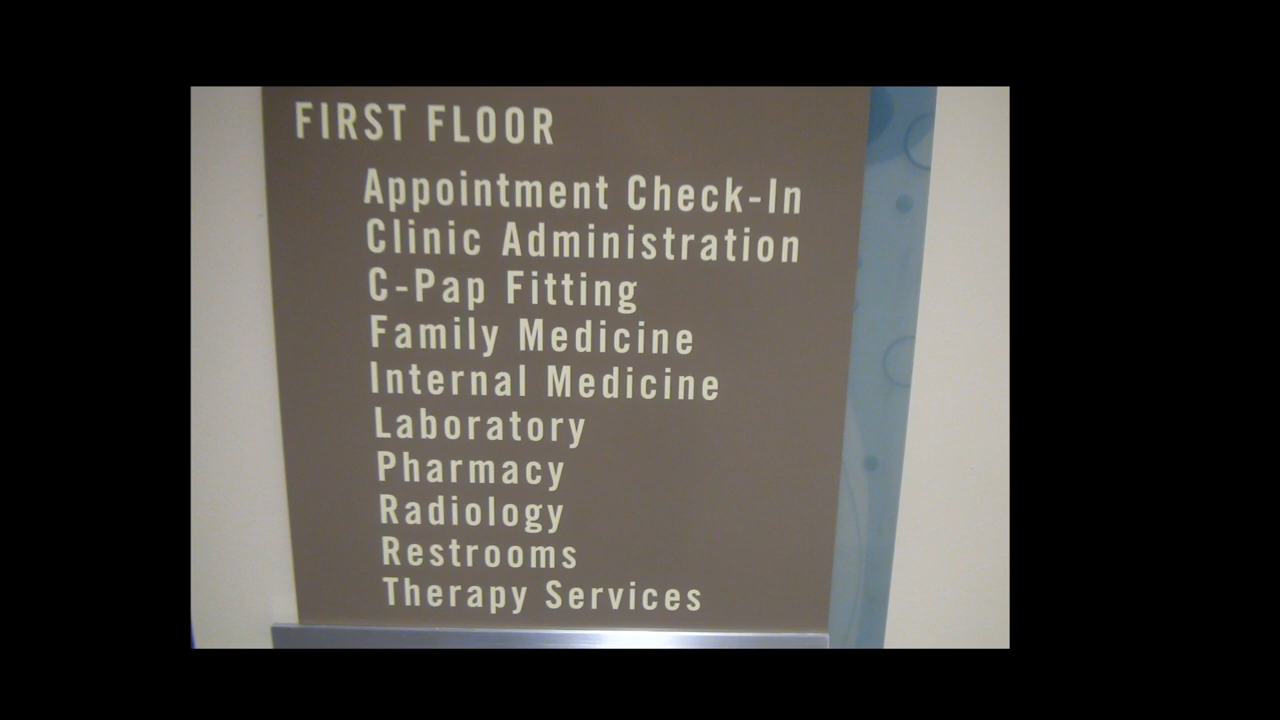 FIRST FLOOR
Appointment Check-In
Clinic Administration
C-Pap Fitting
Family Medicine
Internal Medicine
Laboratory
Pharmacy
Radiology
Restrooms
Therapy Services